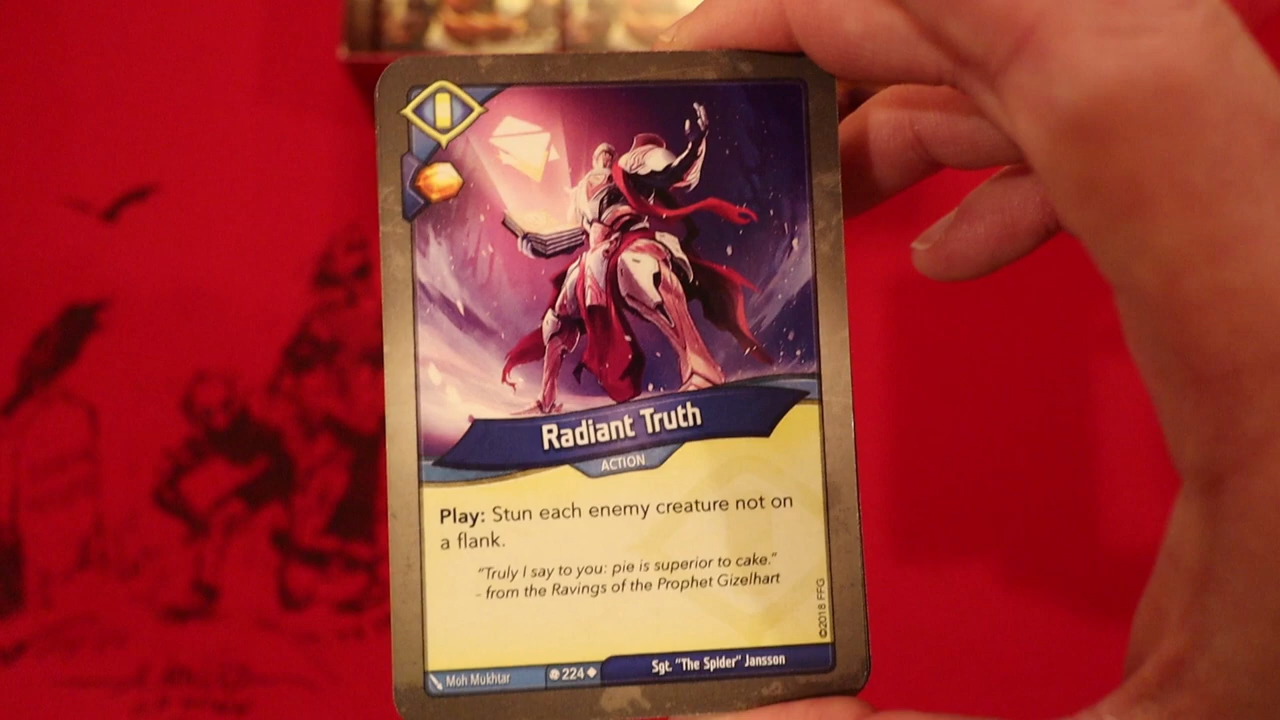 Radiant Truth
ACTION
Play: Stun each enemy creature not on
a flank.
"Truly I say to you: pie is superior to cake."
- from the Ravings of the Prophet Gizelhart
©2018 FFG
Moh Mukhtar
224
Sgt. "The Spider" Jansson